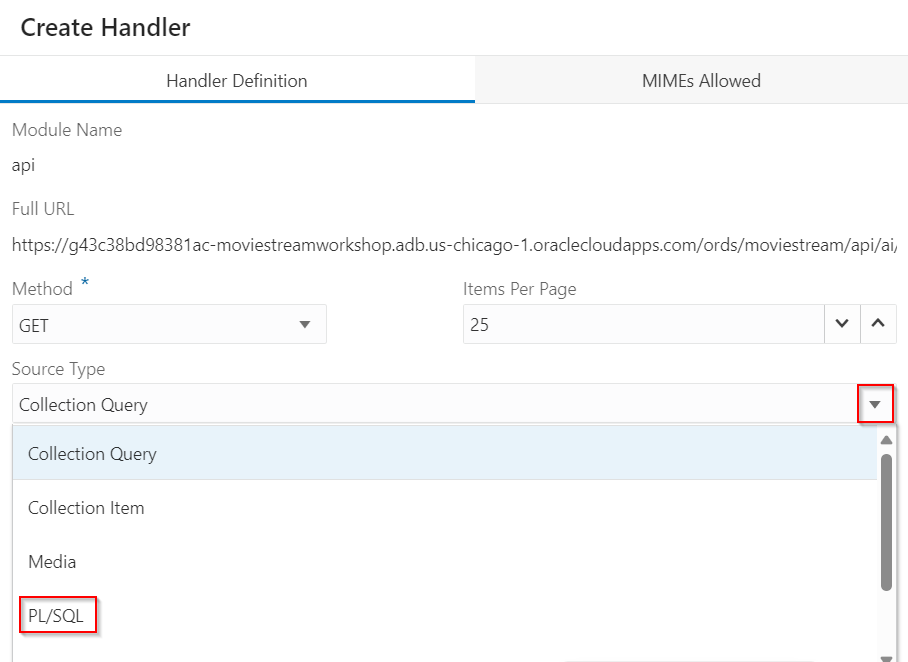 Create Handler
Handler Definition
MIMEs Allowed
Module Name
api
Full URL
https://g43c38bd98381ac-moviestreamworkshop.adb.us-chicago-1.oraclecloudapps.com/ords/moviestream/api/ai/
Method *
Items Per Page
GET
25
Source Type
Collection Query
Collection Query
Collection Item
Media
PL/SQL